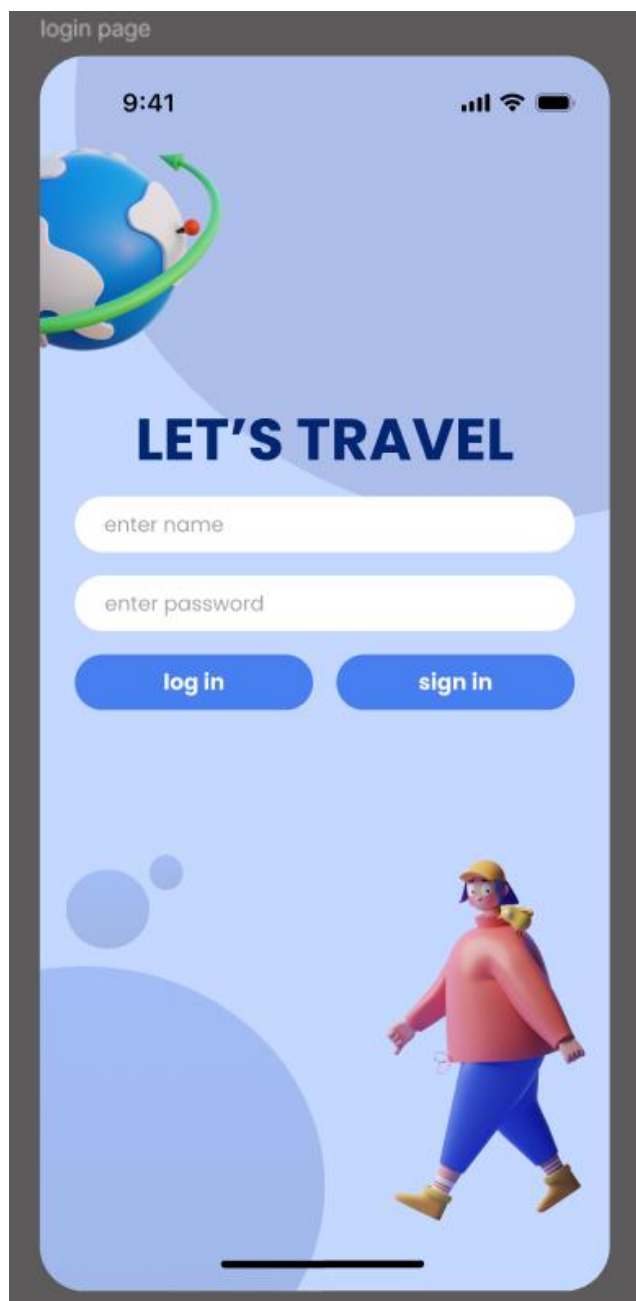 login page
9:41
LET’S TRAVEL
enter name
enter password
log in
sign in